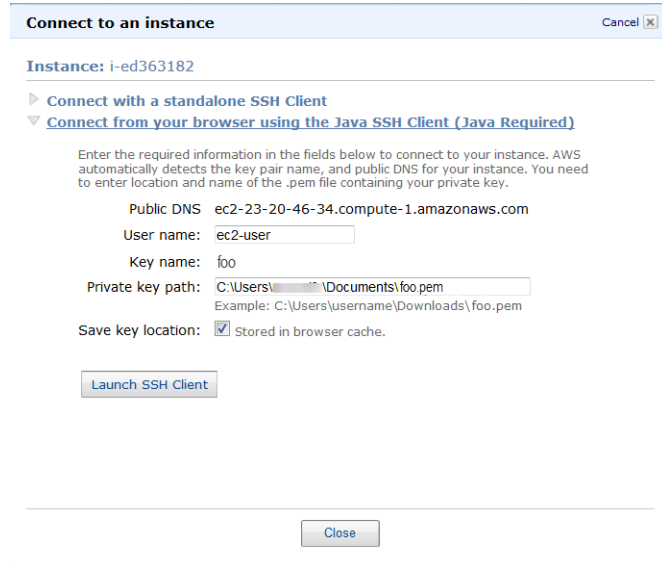 Connect to an instance
Cancel
Instance: i-ed363182
Connect with a standalone SSH Client
Connect from your browser using the Java SSH Client (Java Required)
Enter the required information in the fields below to connect to your instance. AWS
automatically detects the key pair name, and public DNS for your instance. You need
to enter location and name of the .pem file containing your private key.
Public DNS ec2-23-20-46-34.compute-1.amazonaws.com
User name: ec2-user
Key name: foo
Private key path: C:\Users\ \Documents\foo.pem
Example: C:\Users\username\Downloads\foo.pem
Save key location: Stored in browser cache.
Launch SSH Client
Close